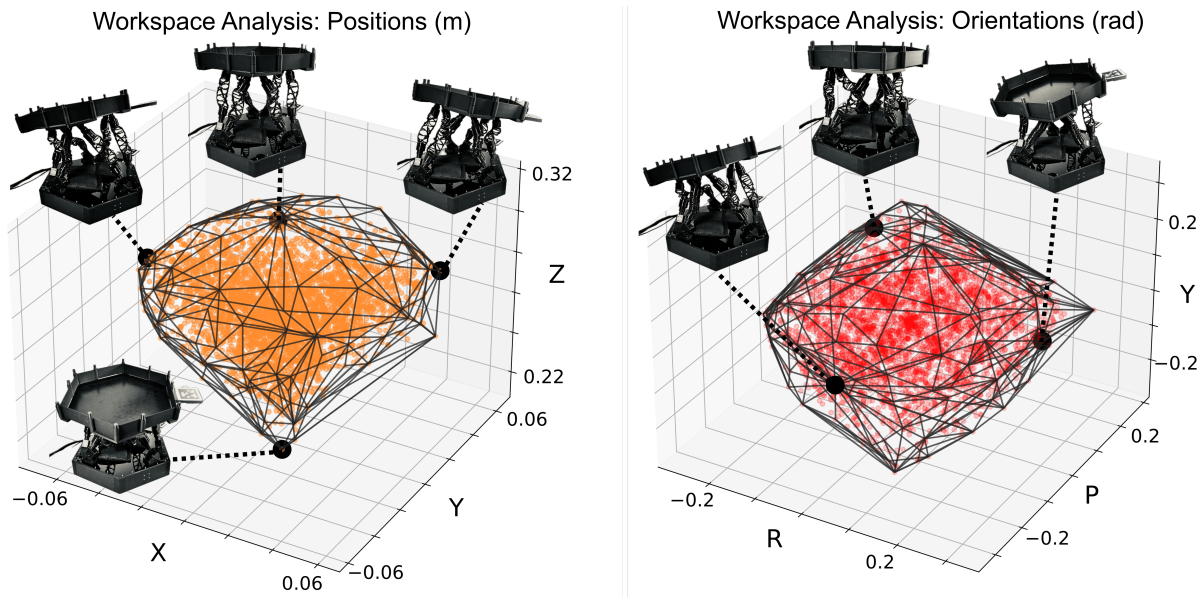 Workspace Analysis: Positions (m)
0.32
Z
0.22
0.06
Y
−0.06
X
0.06
−0.06
Workspace Analysis: Orientations (rad)
0.2
Y
−0.2
0.2
P
−0.2
−0.2
R
0.2